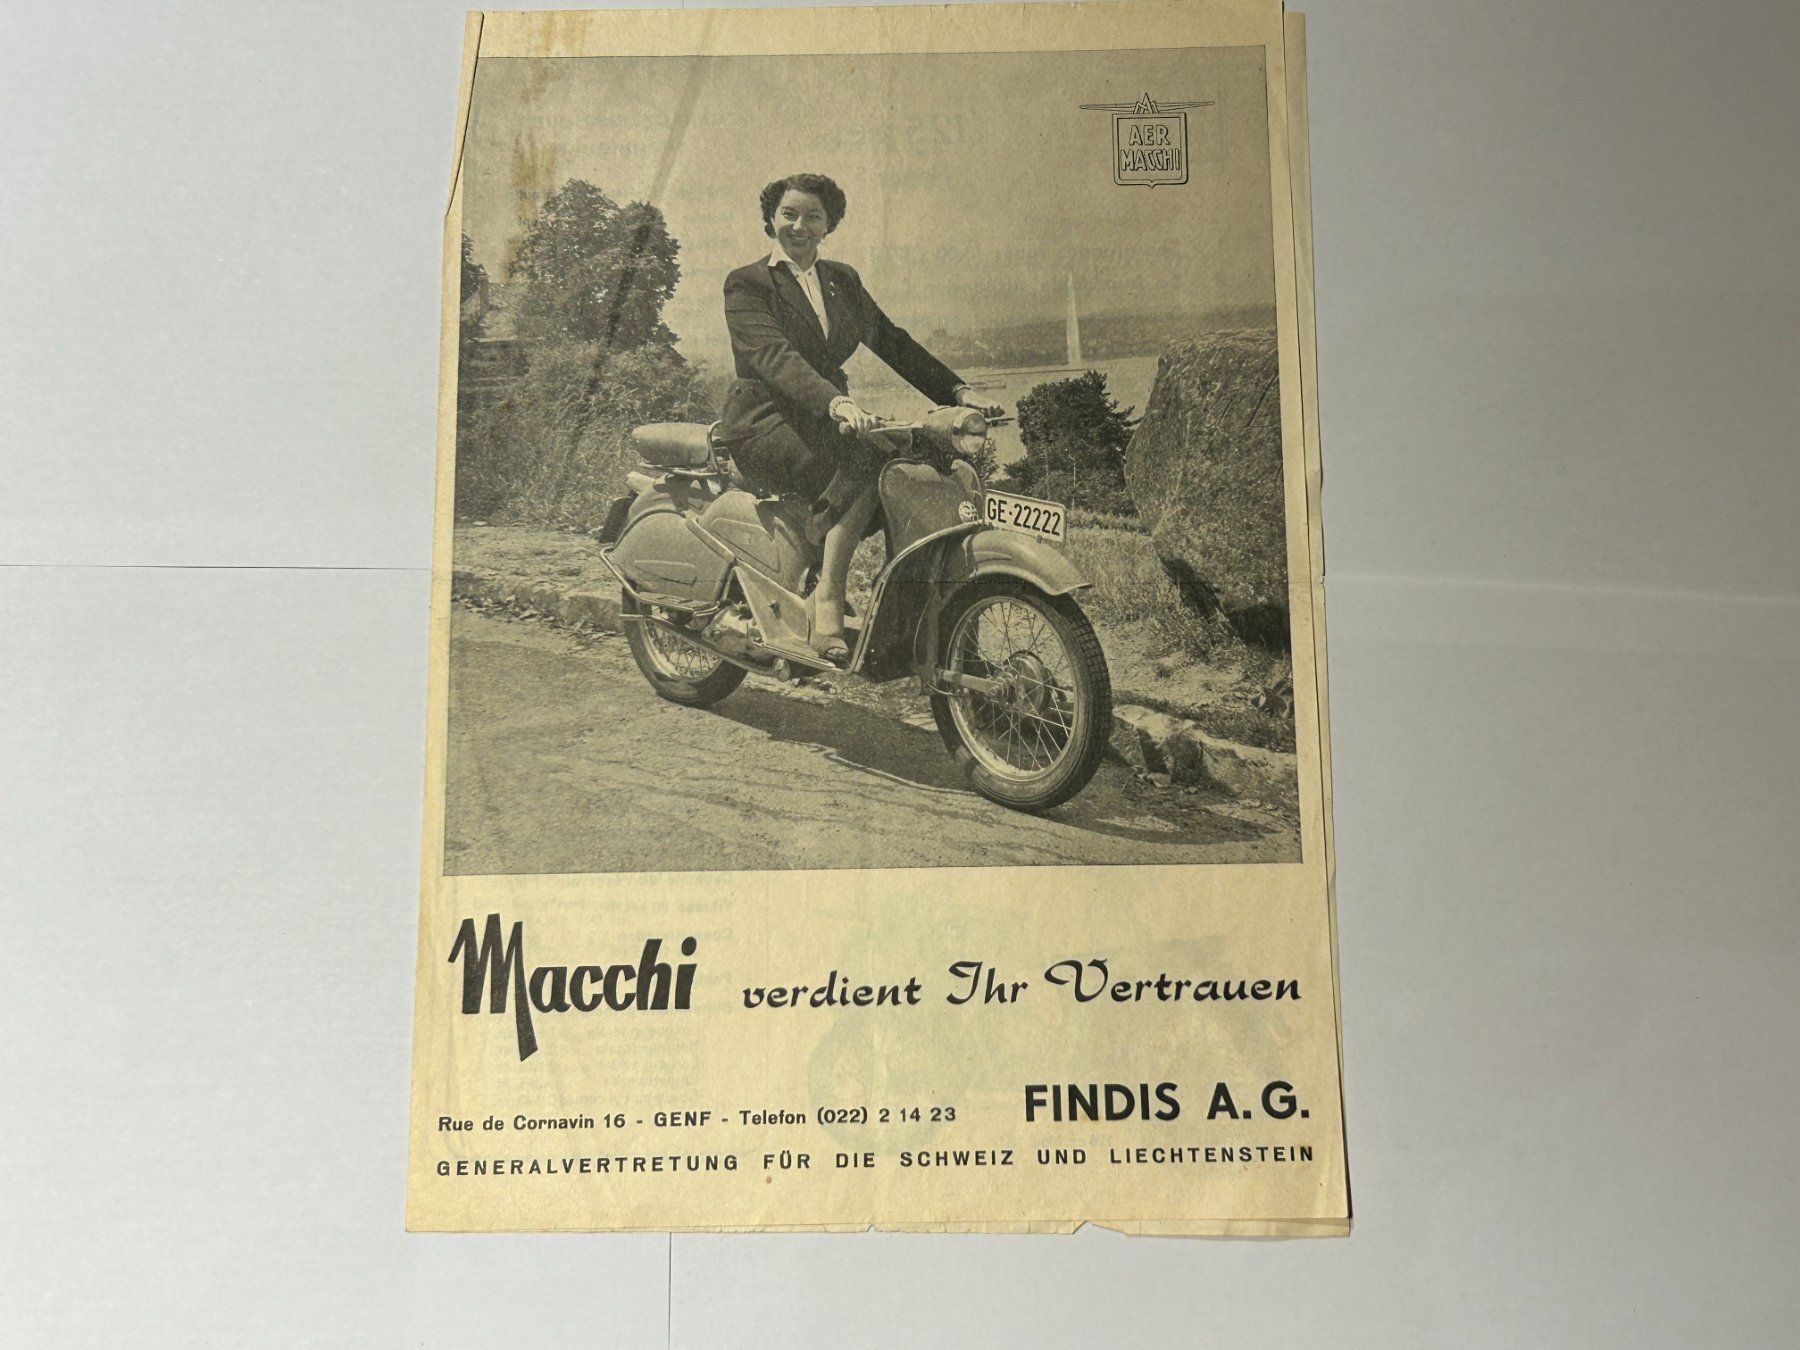 AER
MACCHI
GE·22222
Macchi verdient Ihr Vertrauen
FINDIS A.G.
Rue de Cornavin 16 - GENF - Telefon (022) 2 14 23
GENERALVERTRETUNG FÜR DIE SCHWEIZ UND LIECHTENSTEIN